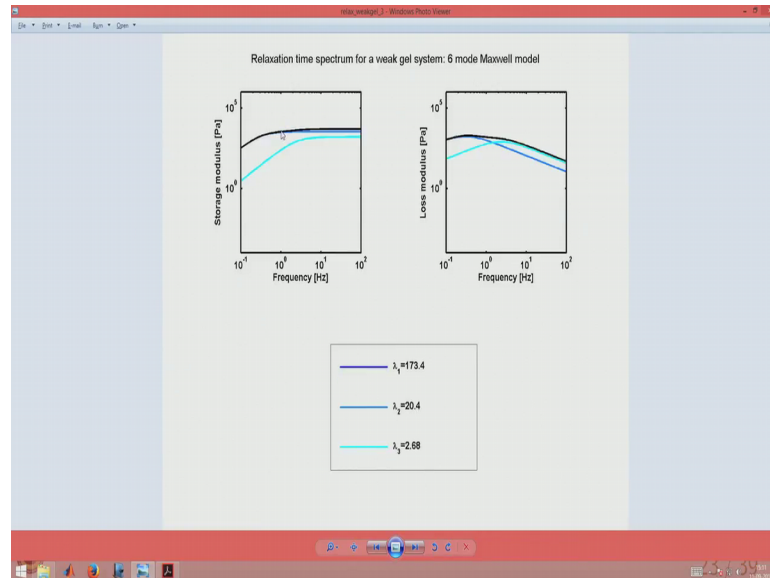 relax_weakgel_3 - Windows Photo Viewer
File Print E-mail Burn Open
Relaxation time spectrum for a weak gel system: 6 mode Maxwell model
10^5
10^0
Storage modulus [Pa]
10^-1 10^0 10^1 10^2
Frequency [Hz]
10^5
10^0
Loss modulus [Pa]
10^-1 10^0 10^1 10^2
Frequency [Hz]
λ_1=173.4
λ_2=20.4
λ_3=2.68